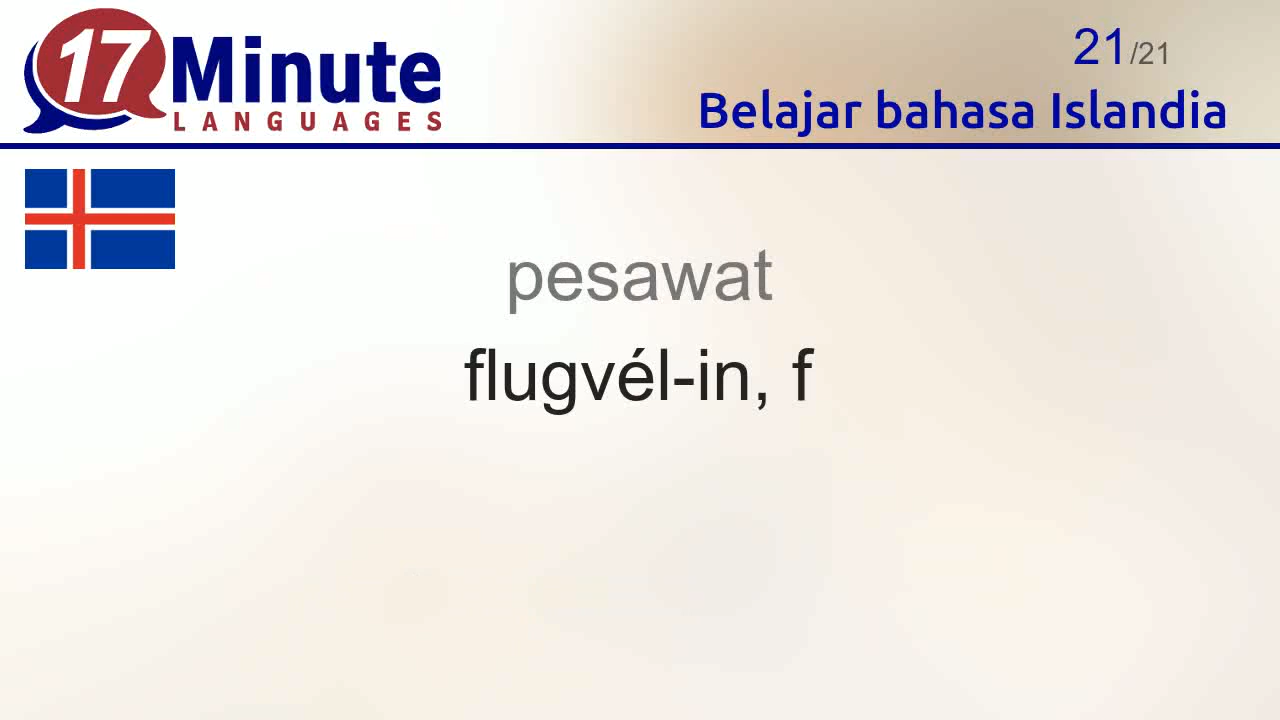 17 Minute
LANGUAGES
21/21
Belajar bahasa Islandia
pesawat
flugvél-in, f